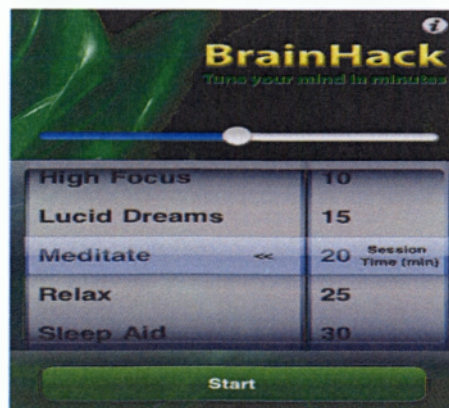 i
BrainHack
Tune your mind in minutes
High Focus 10
Lucid Dreams 15
Meditate << 20 Session Time (min)
Relax 25
Sleep Aid 30
Start